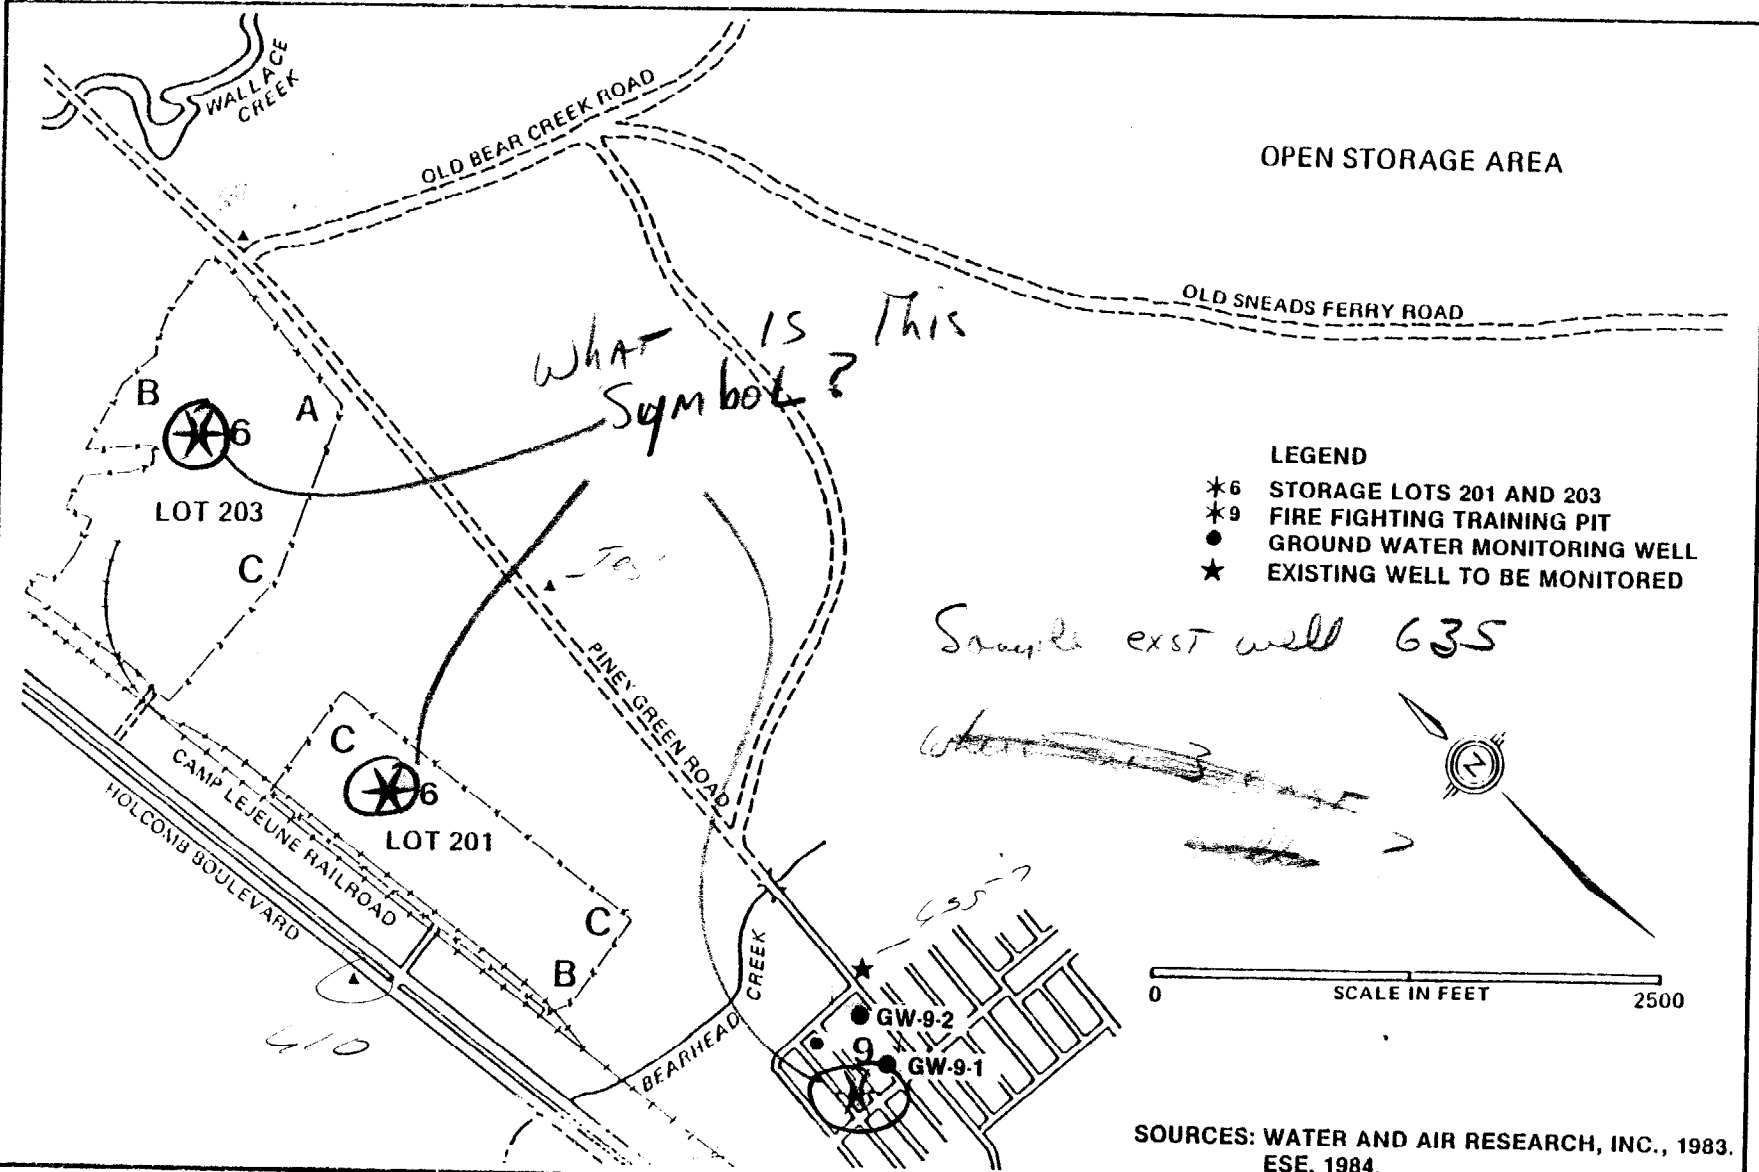 WALLACE
CREEK
OLD BEAR CREEK ROAD
OPEN STORAGE AREA
OLD SNEADS FERRY ROAD
What is This
Symbol?
B
A
6
LOT 203
C
LEGEND
6 STORAGE LOTS 201 AND 203
9 FIRE FIGHTING TRAINING PIT
GROUND WATER MONITORING WELL
★ EXISTING WELL TO BE MONITORED
Sample exst well 635
PINEY GREEN ROAD
C
6
LOT 201
CAMP LEJEUNE RAILROAD
HOLCOMB BOULEVARD
C
B
635?
610
BEARHEAD CREEK
GW-9-2
9
GW-9-1
N
0 2500
SCALE IN FEET
SOURCES: WATER AND AIR RESEARCH, INC., 1983.
ESE, 1984.